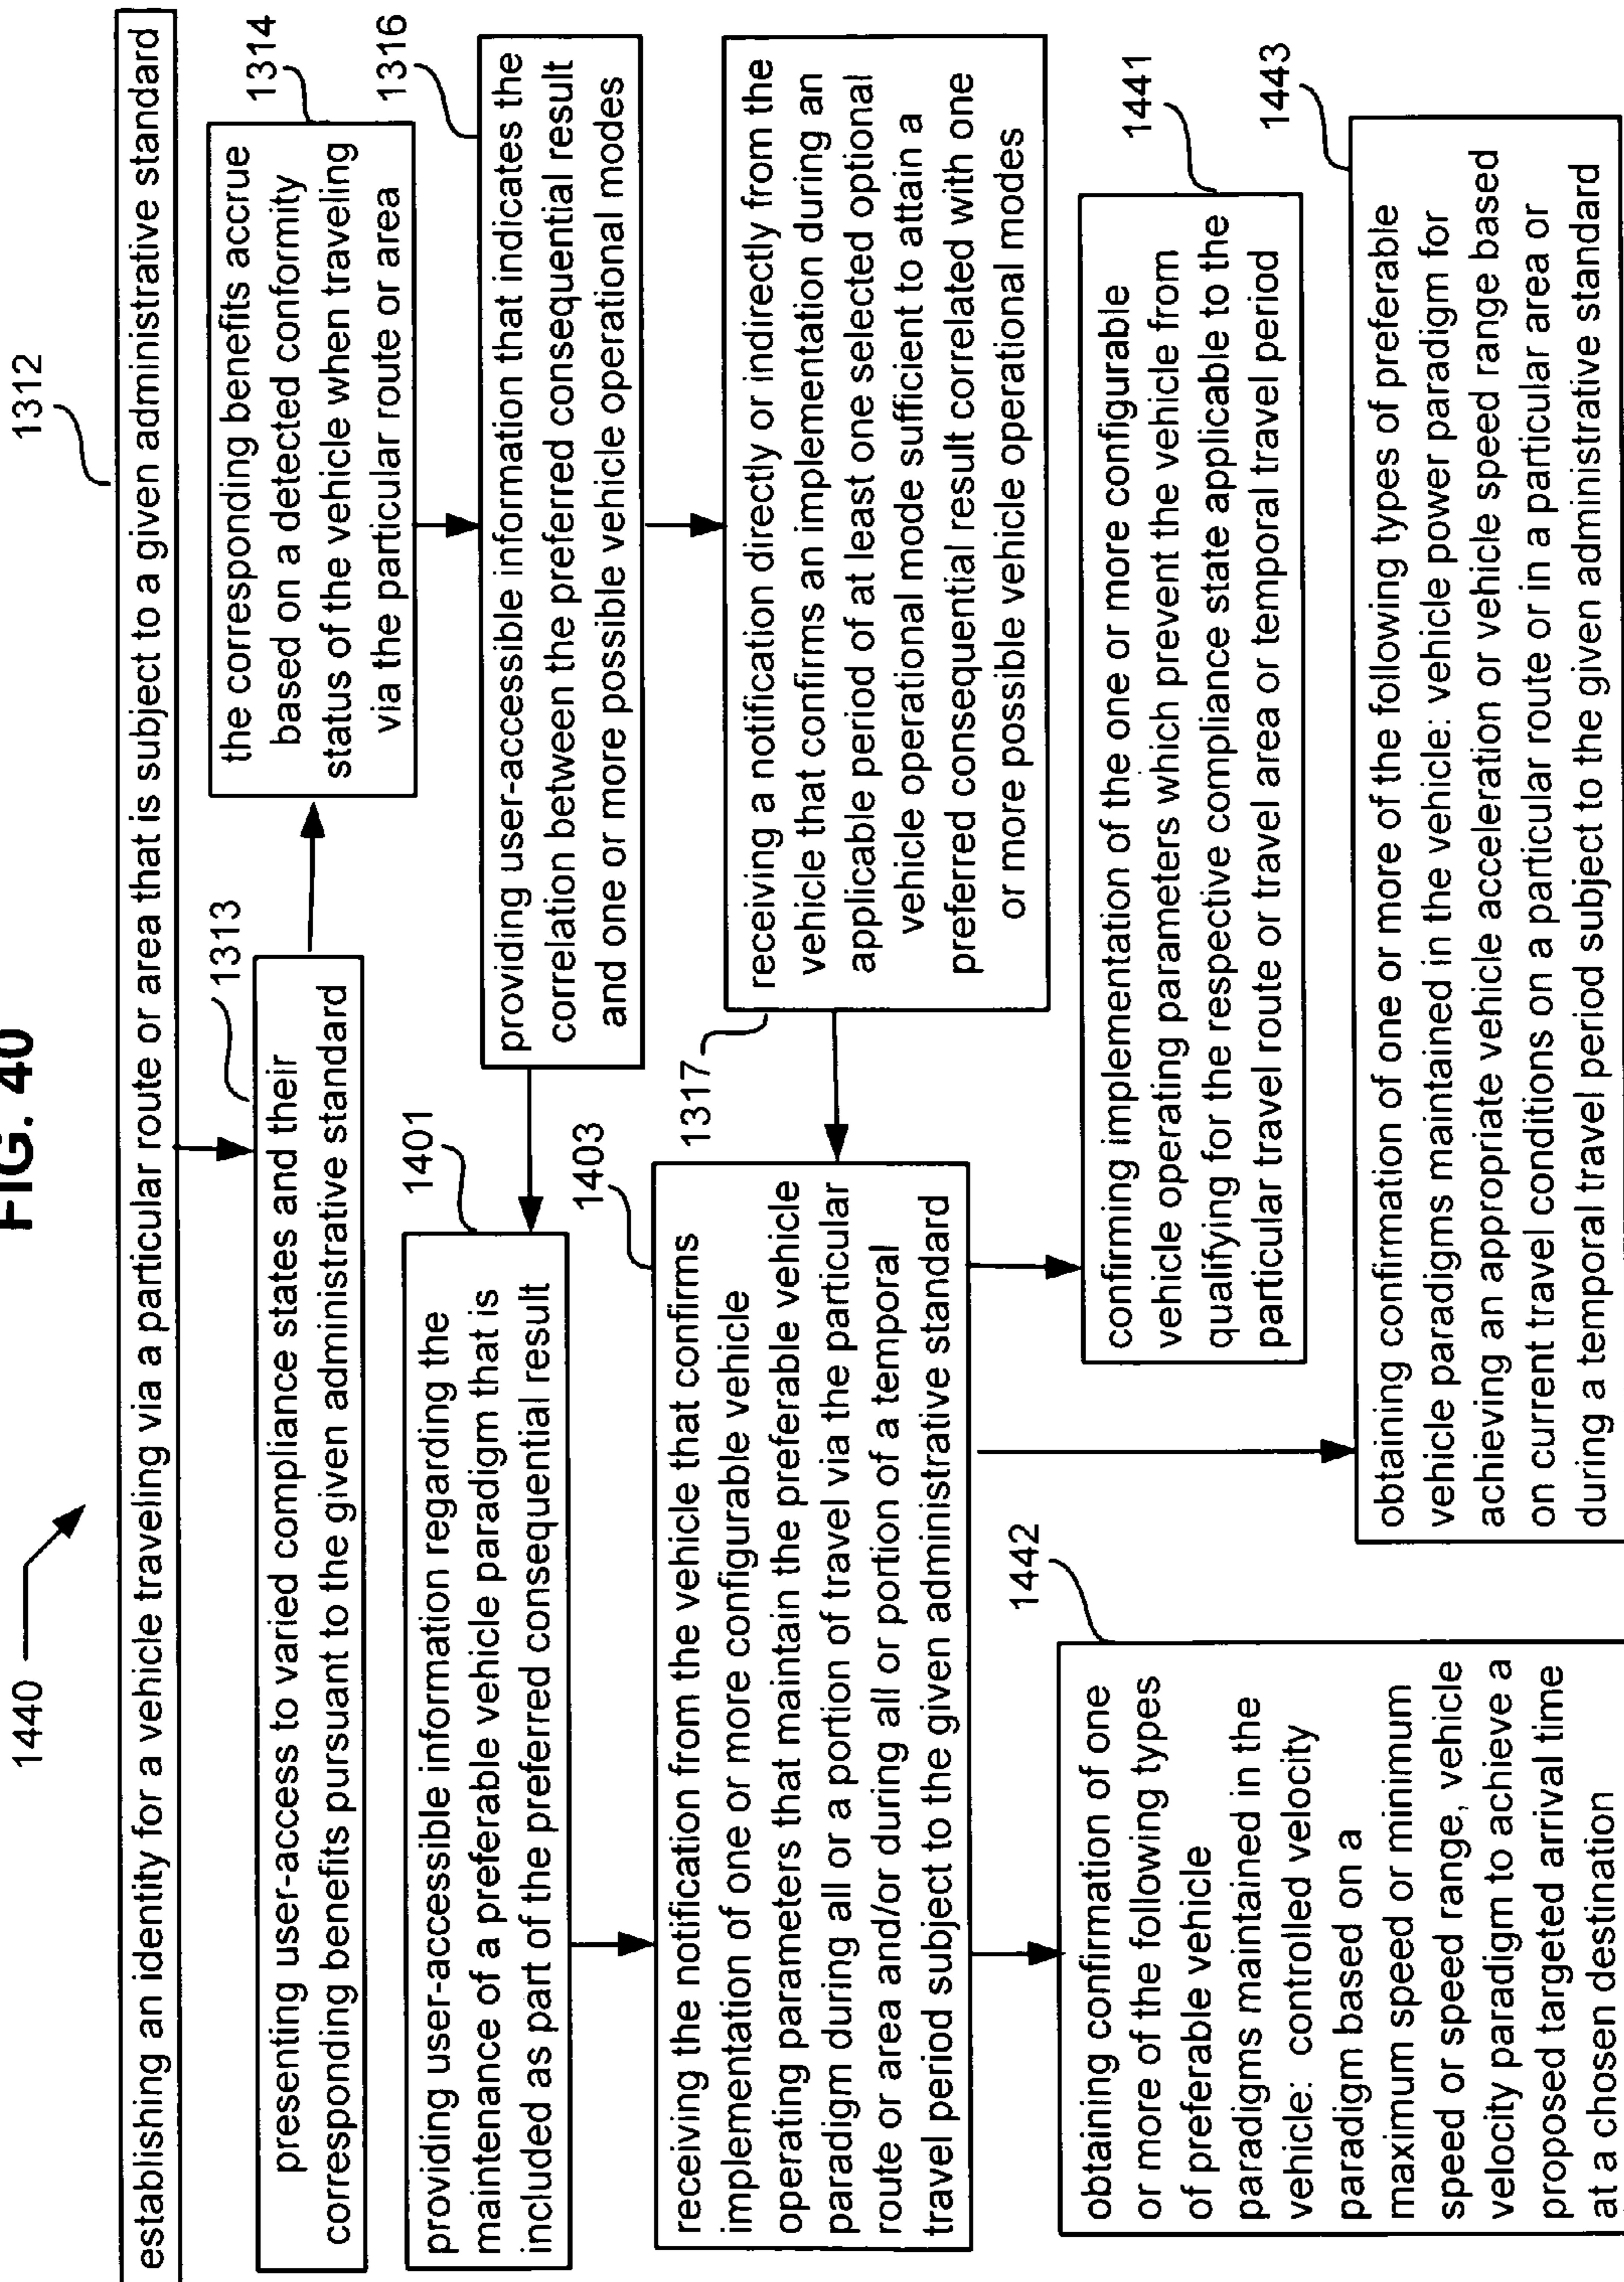 FIG. 40
1440
1312
establishing an identity for a vehicle traveling via a particular route or area that is subject to a given administrative standard
1313
presenting user-access to varied compliance states and their
corresponding benefits pursuant to the given administrative standard
1314
the corresponding benefits accrue
based on a detected conformity
status of the vehicle when traveling
via the particular route or area
1316
providing user-accessible information that indicates the
correlation between the preferred consequential result
and one or more possible vehicle operational modes
1401
providing user-accessible information regarding the
maintenance of a preferable vehicle paradigm that is
included as part of the preferred consequential result
1317
receiving a notification directly or indirectly from the
vehicle that confirms an implementation during an
applicable period of at least one selected optional
vehicle operational mode sufficient to attain a
preferred consequential result correlated with one
or more possible vehicle operational modes
1403
receiving the notification from the vehicle that confirms
implementation of one or more configurable vehicle
operating parameters that maintain the preferable vehicle
paradigm during all or a portion of travel via the particular
route or area and/or during all or portion of a temporal
travel period subject to the given administrative standard
1441
confirming implementation of the one or more configurable
vehicle operating parameters which prevent the vehicle from
qualifying for the respective compliance state applicable to the
particular travel route or travel area or temporal travel period
1442
obtaining confirmation of one
or more of the following types
of preferable vehicle
paradigms maintained in the
vehicle: controlled velocity
paradigm based on a
maximum speed or minimum
speed or speed range, vehicle
velocity paradigm to achieve a
proposed targeted arrival time
at a chosen destination
1443
obtaining confirmation of one or more of the following types of preferable
vehicle paradigms maintained in the vehicle: vehicle power paradigm for
achieving an appropriate vehicle acceleration or vehicle speed range based
on current travel conditions on a particular route or in a particular area or
during a temporal travel period subject to the given administrative standard